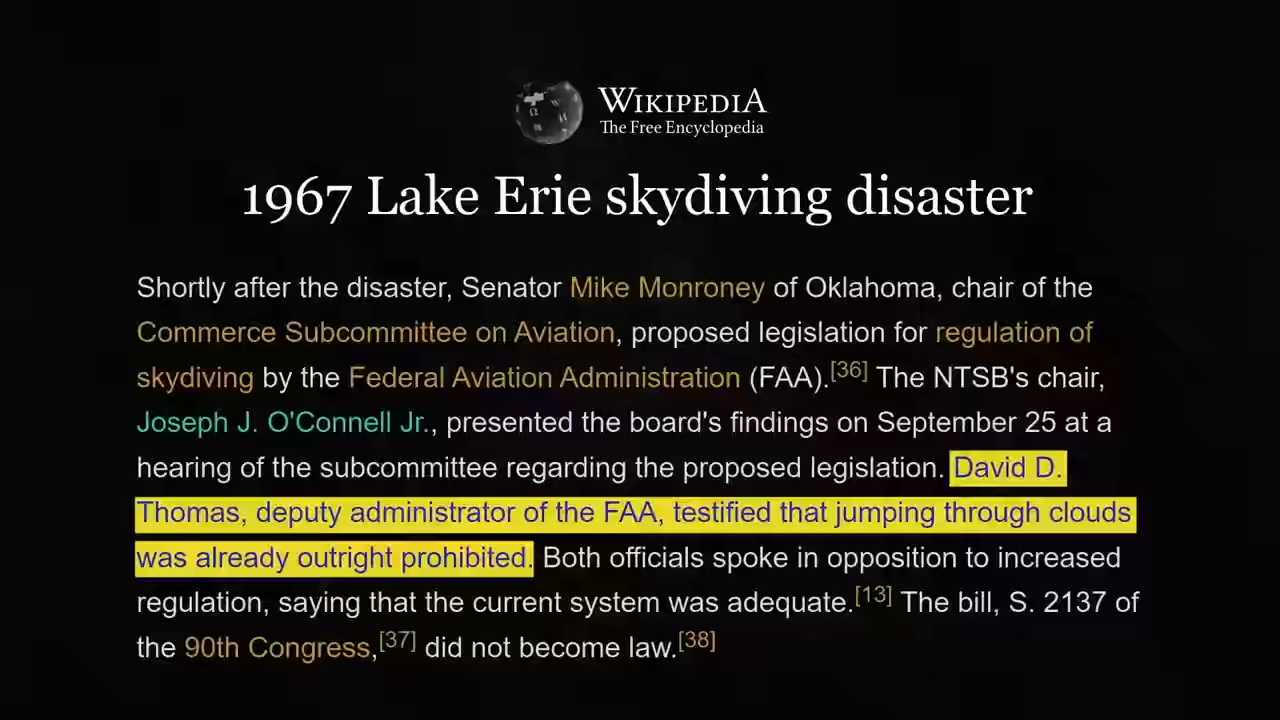 WIKIPEDIA
The Free Encyclopedia
1967 Lake Erie skydiving disaster
Shortly after the disaster, Senator Mike Monroney of Oklahoma, chair of the
Commerce Subcommittee on Aviation, proposed legislation for regulation of
skydiving by the Federal Aviation Administration (FAA).[36] The NTSB's chair,
Joseph J. O'Connell Jr., presented the board's findings on September 25 at a
hearing of the subcommittee regarding the proposed legislation. David D.
Thomas, deputy administrator of the FAA, testified that jumping through clouds
was already outright prohibited. Both officials spoke in opposition to increased
regulation, saying that the current system was adequate.[13] The bill, S. 2137 of
the 90th Congress,[37] did not become law.[38]